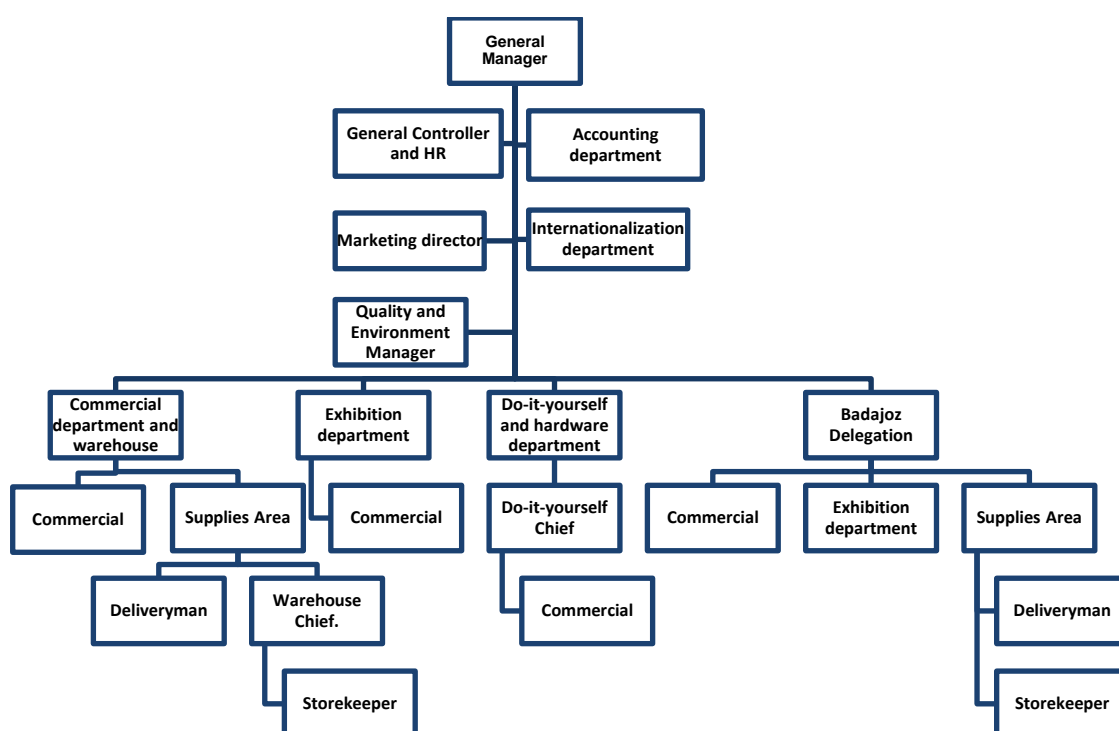 General
Manager
General Controller
and HR
Accounting
department
Marketing director
Internationalization
department
Quality and
Environment
Manager
Commercial
department and
warehouse
Exhibition
department
Do-it-yourself
and hardware
department
Badajoz
Delegation
Commercial
Supplies Area
Commercial
Do-it-yourself
Chief
Commercial
Exhibition
department
Supplies Area
Deliveryman
Warehouse
Chief.
Commercial
Deliveryman
Storekeeper
Storekeeper